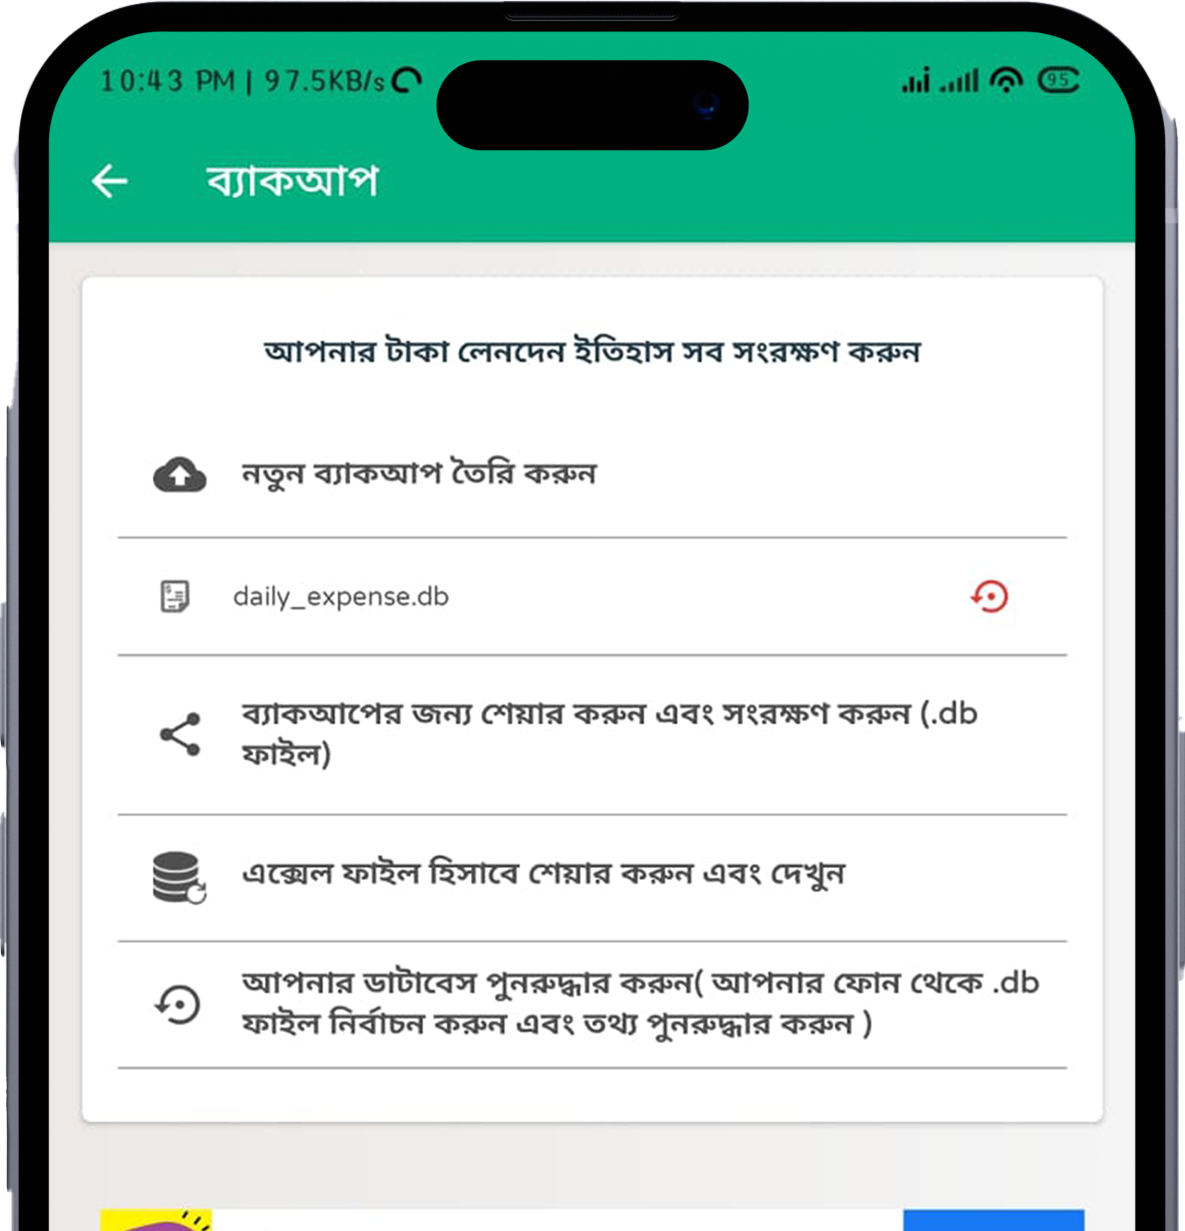 10:43 PM | 97.5KB/s
95
ব্যাকআপ
আপনার টাকা লেনদেন ইতিহাস সব সংরক্ষণ করুন
নতুন ব্যাকআপ তৈরি করুন
daily_expense.db
ব্যাকআপের জন্য শেয়ার করুন এবং সংরক্ষণ করুন (.db
ফাইল)
এক্সেল ফাইল হিসাবে শেয়ার করুন এবং দেখুন
আপনার ডাটাবেস পুনরুদ্ধার করুন( আপনার ফোন থেকে .db
ফাইল নির্বাচন করুন এবং তথ্য পুনরুদ্ধার করুন )